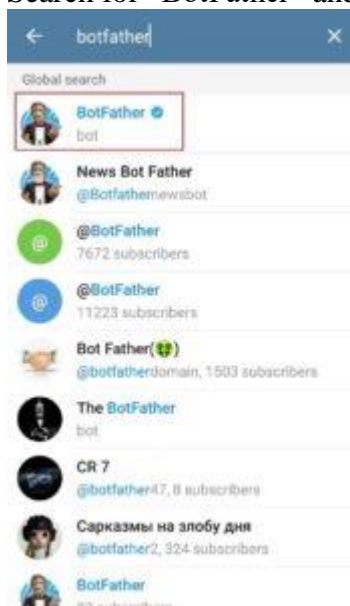 Search for "BotFather" and
botfather
Global search
BotFather
bot
News Bot Father
@Botfathernewsbot
@BotFather
7672 subscribers
@BotFather
11223 subscribers
Bot Father( )
@botfatherdomain, 1503 subscribers
The BotFather
bot
CR 7
@botfather47, 8 subscribers
Сарказмы на злобу дня
@botfather2, 324 subscribers
BotFather
subscribers